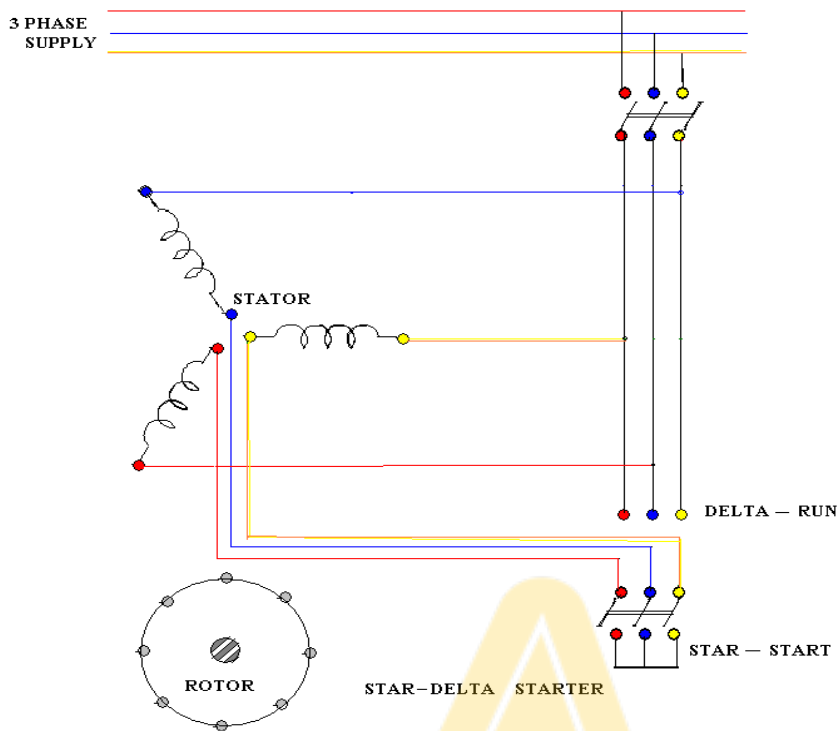 3 PHASE
SUPPLY
STATOR
DELTA – RUN
STAR – START
ROTOR
STAR–DELTA STARTER